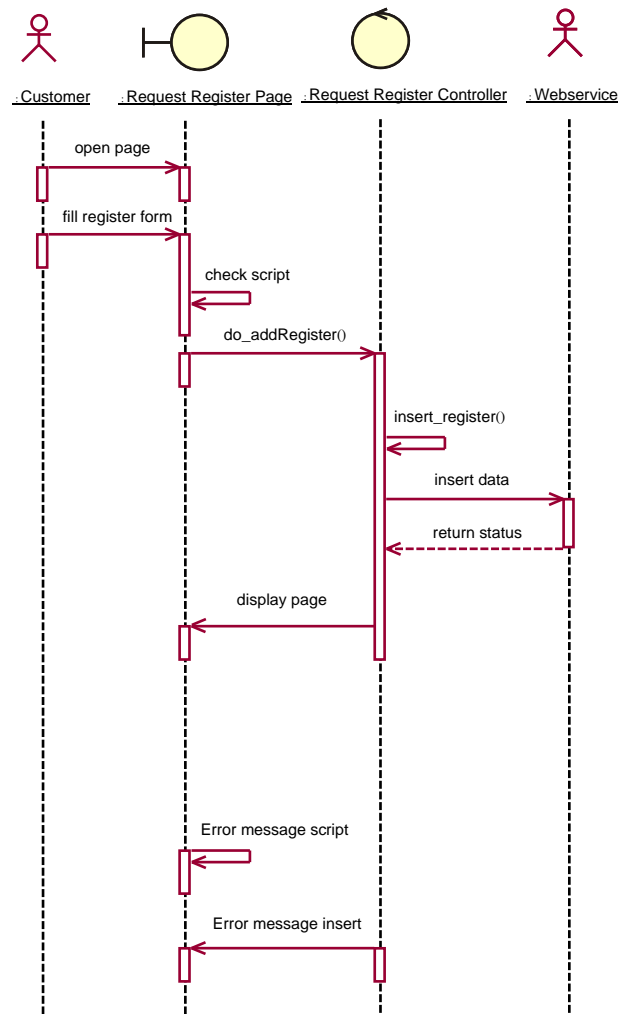 : Customer
: Request Register Page
: Request Register Controller
: Webservice
open page
fill register form
check script
do_addRegister()
insert_register()
insert data
return status
display page
Error message script
Error message insert